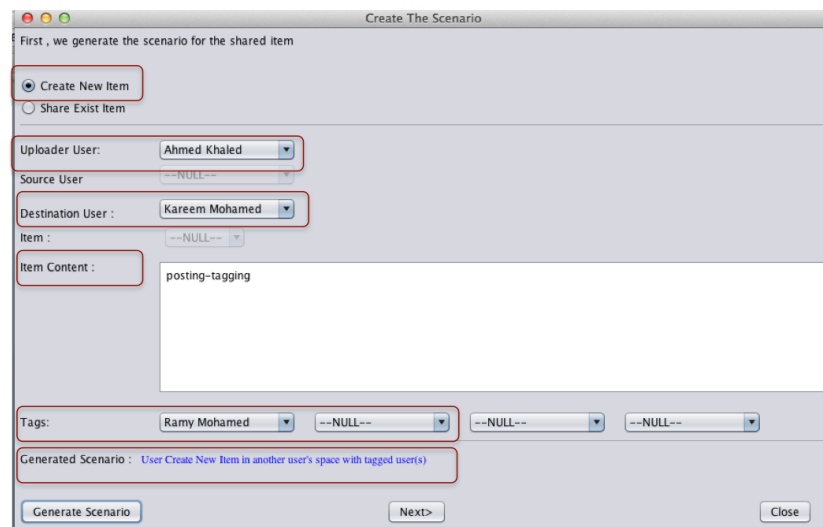 Create The Scenario
First , we generate the scenario for the shared item
Create New Item
Share Exist Item
Uploader User: Ahmed Khaled
Source User --NULL--
Destination User : Kareem Mohamed
Item : --NULL--
Item Content : posting-tagging
Tags: Ramy Mohamed --NULL-- --NULL-- --NULL--
Generated Scenario : User Create New Item in another user's space with tagged user(s)
Generate Scenario Next> Close